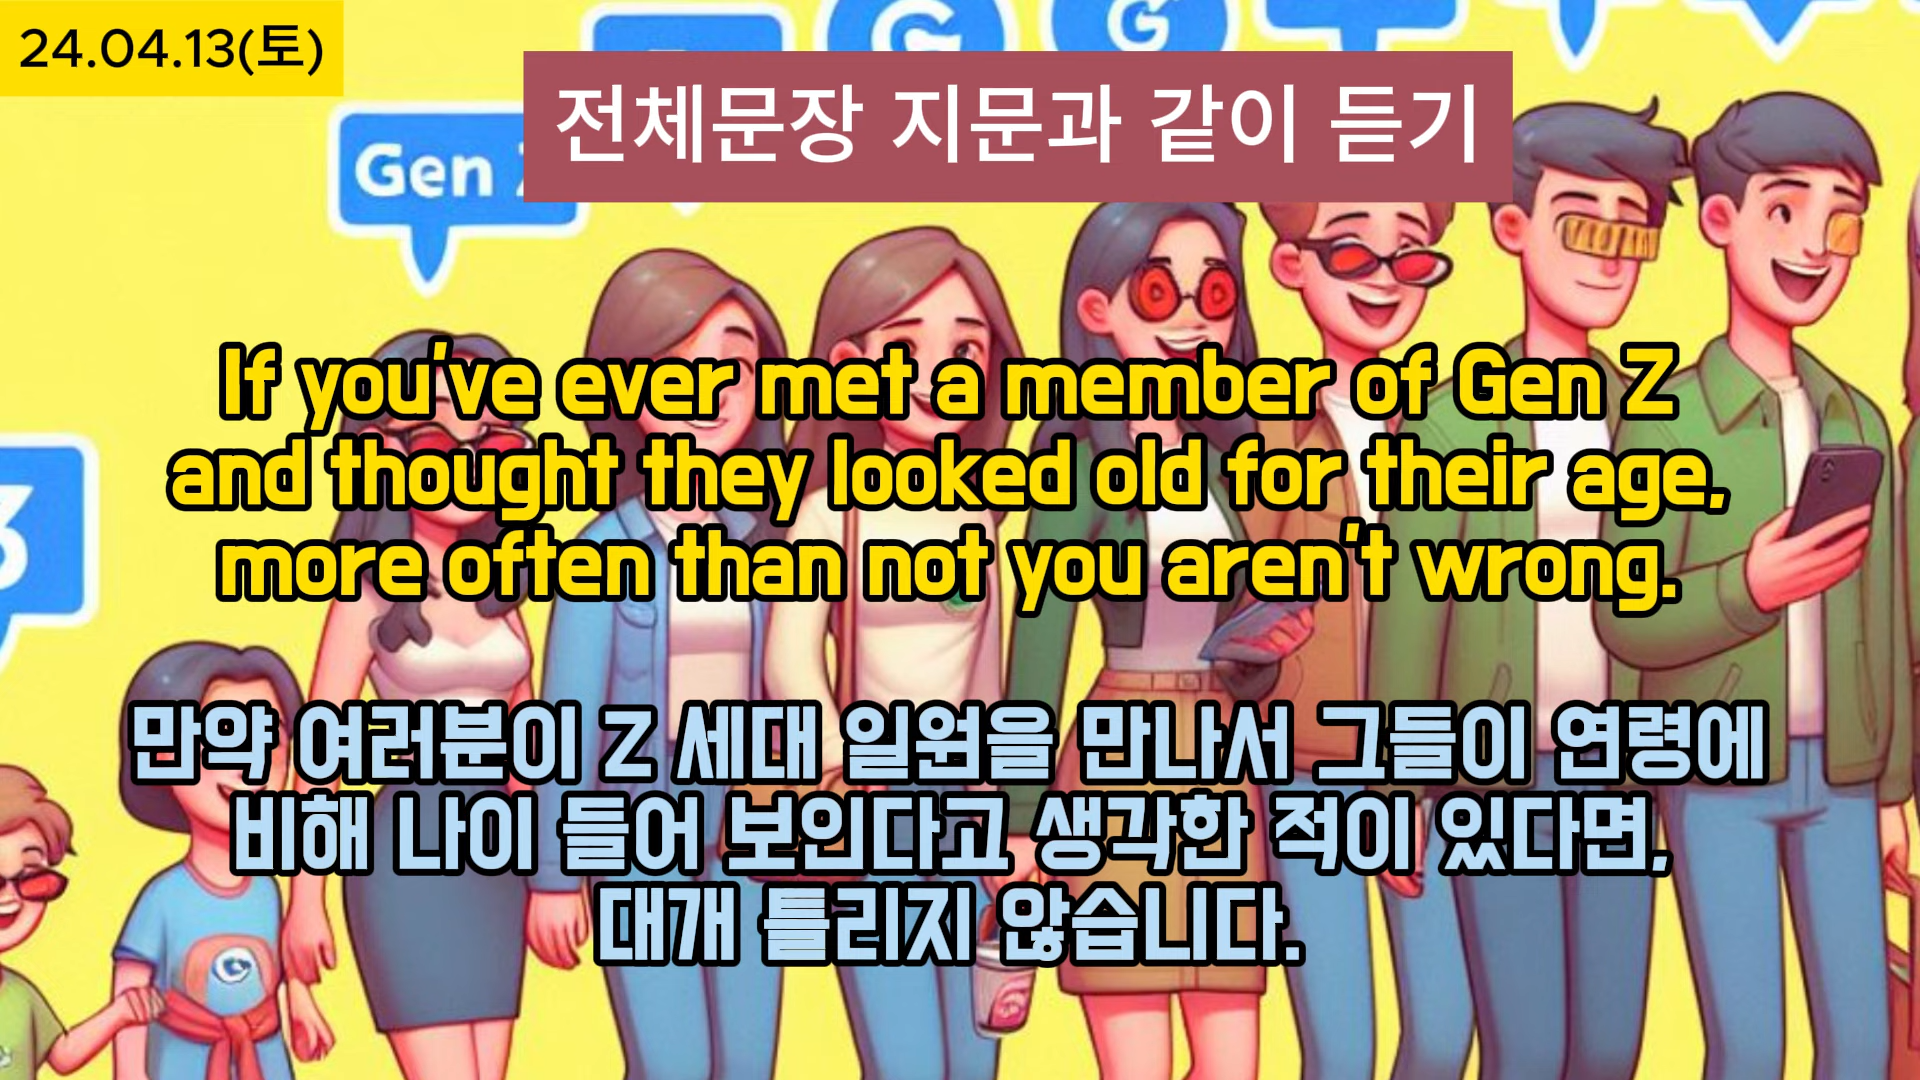 24.04.13(토)
전체문장 지문과 같이 듣기
Gen
If you've ever met a member of Gen Z
and thought they looked old for their age,
more often than not you aren't wrong.
3
만약 여러분이 Z 세대 일원을 만나서 그들이 연령에
비해 나이 들어 보인다고 생각한 적이 있다면,
대개 틀리지 않습니다.